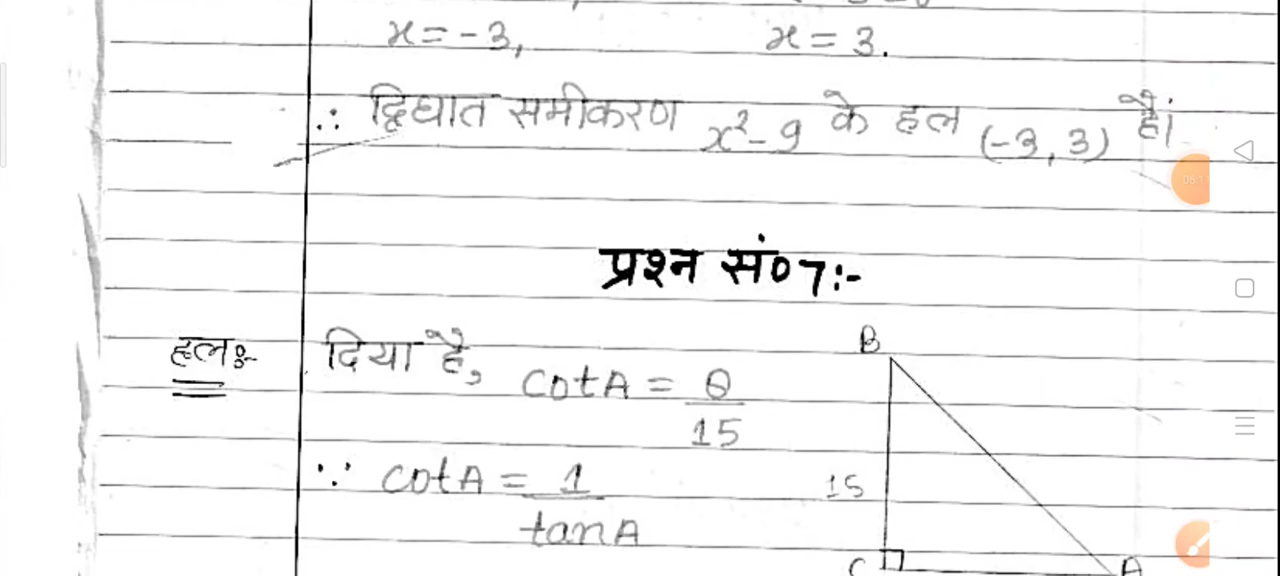 x = -3, x = 3.
∴ द्विघात समीकरण x² - 9 के हल (-3, 3) हैं।
प्रश्न सं० 7:-
हलः- दिया है, cotA = θ/15
B
∵ cotA = 1/tanA
15
C A